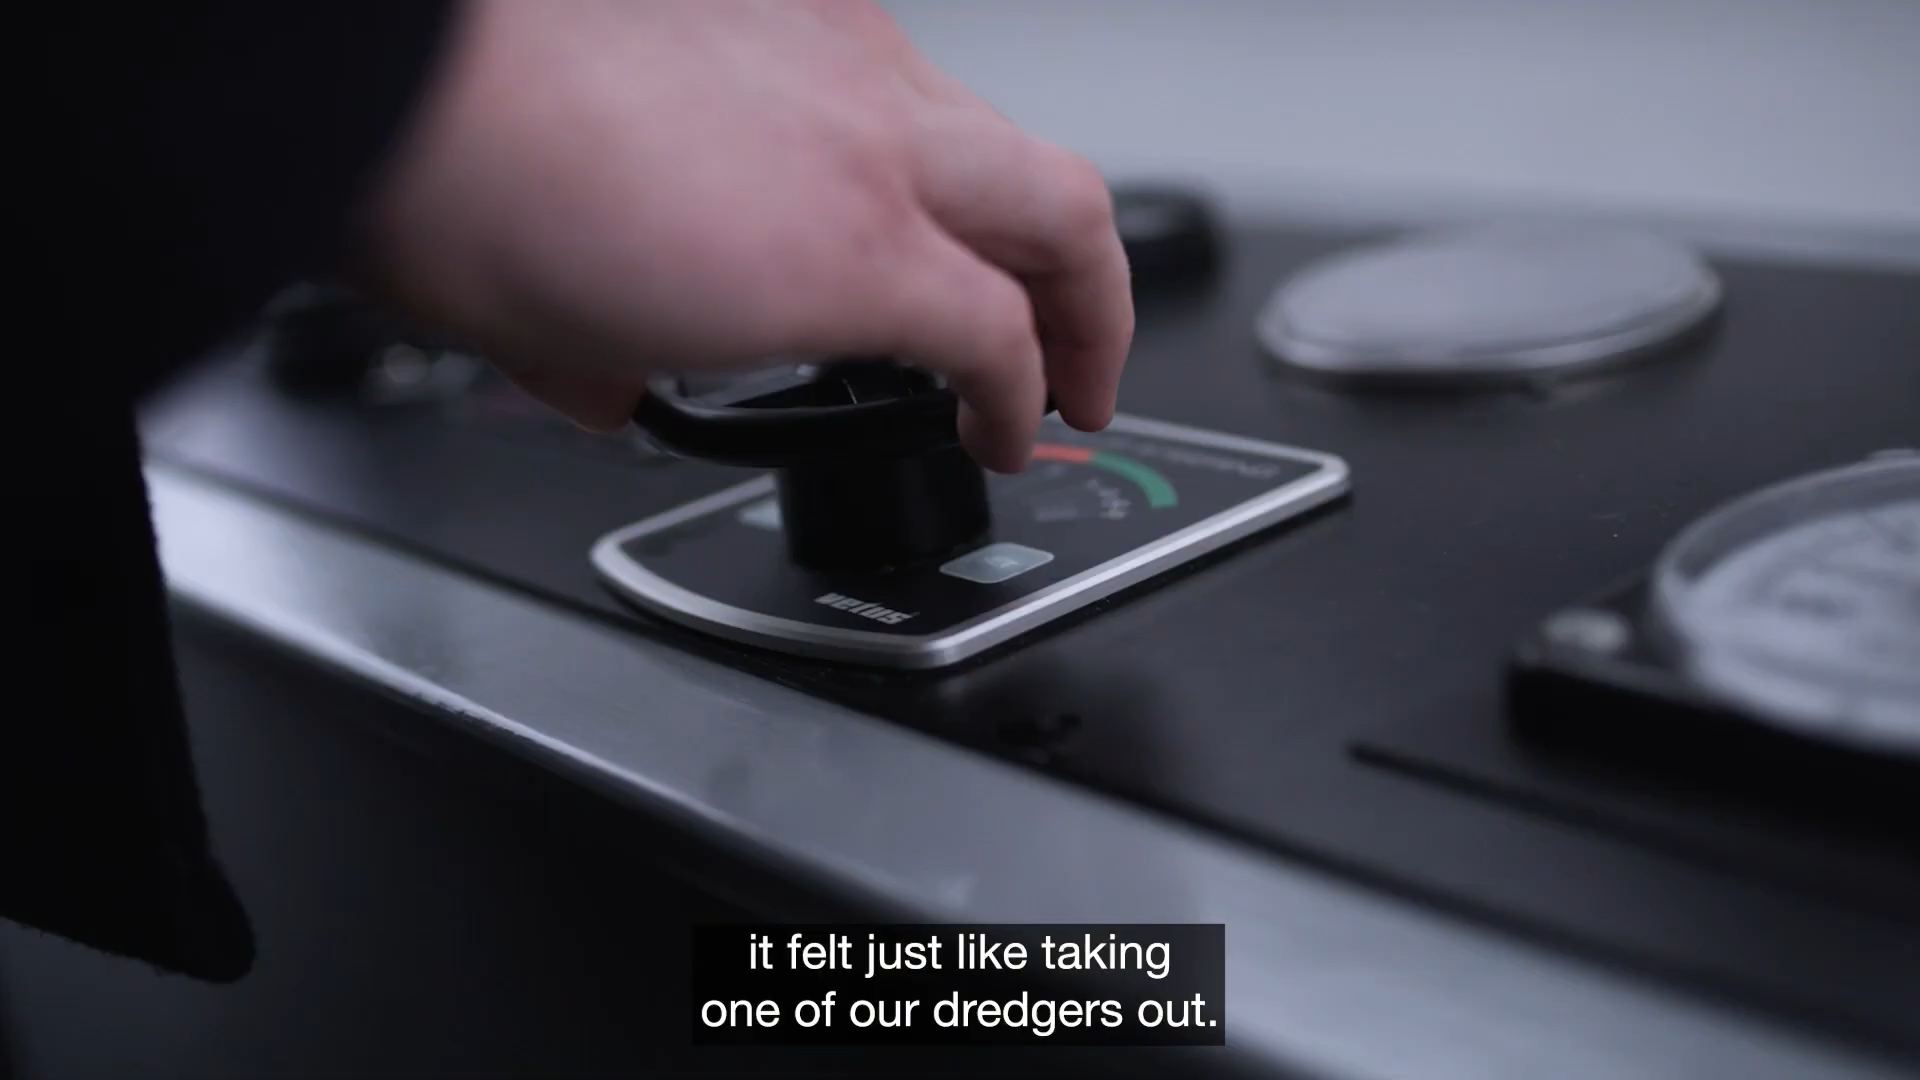 vetus
it felt just like taking
one of our dredgers out.